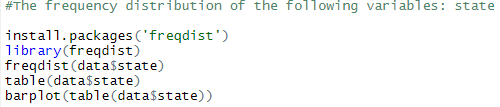 #The frequency distribution of the following variables: state
install.packages('freqdist')
library(freqdist)
freqdist(data$state)
table(data$state)
barplot(table(data$state))